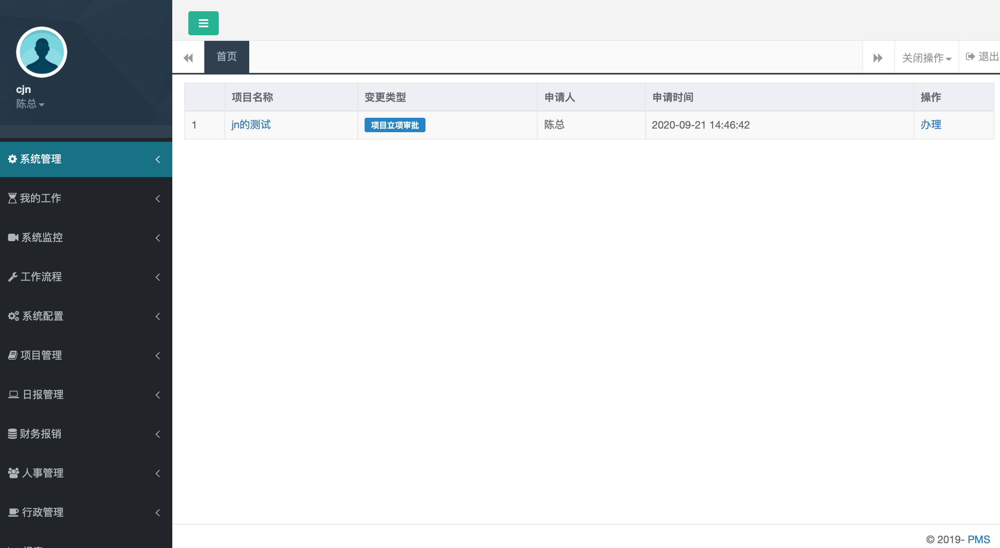 cjn
陈总
系统管理
我的工作
系统监控
工作流程
系统配置
项目管理
日报管理
财务报销
人事管理
行政管理
首页
关闭操作
退出
项目名称 变更类型 申请人 申请时间 操作
1 jn的测试 项目立项审批 陈总 2020-09-21 14:46:42 办理
© 2019- PMS